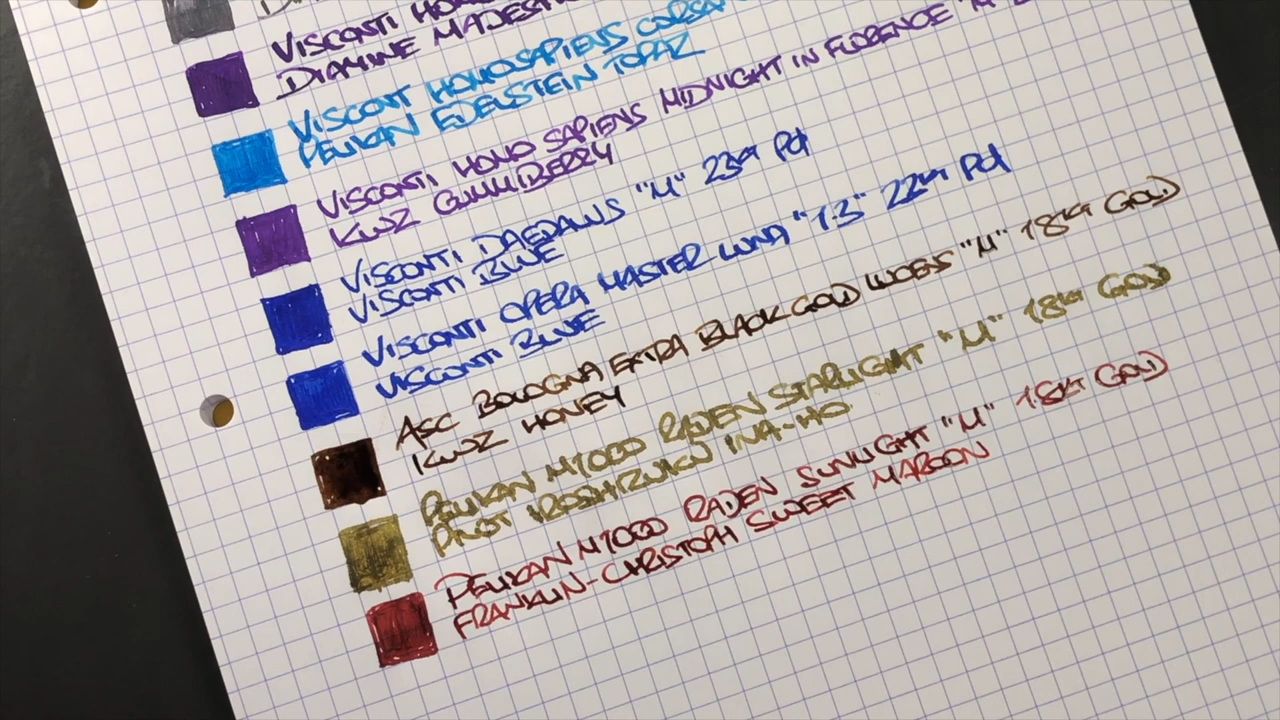 VISCONTI HOMO
DIAMINE MAJESTI
VISCONTI HOMOSAPIENS CORSA
PELIKAN EDELSTEIN TOPAZ
VISCONTI HOMO SAPIENS MIDNIGHT IN FLORENCE "M"
KWZ GUMMIBERRY
VISCONTI DAEDALUS "M" 23kt Pd
VISCONTI BLUE
VISCONTI OPERA MASTER LUNA "1.3" 22kt Pd
VISCONTI BLUE
ASC BOLOGNA EXTRA BLACK GOLD "M" 18kt GOLD
KWZ HONEY
PELIKAN M1000 RADEN STARLIGHT "M" 18kt GOLD
PILOT IROSHIZUKU INA-HO
PELIKAN M1000 RADEN SUNLIGHT "M" 18kt GOLD
FRANKLIN-CHRISTOPH SWEET MAROON